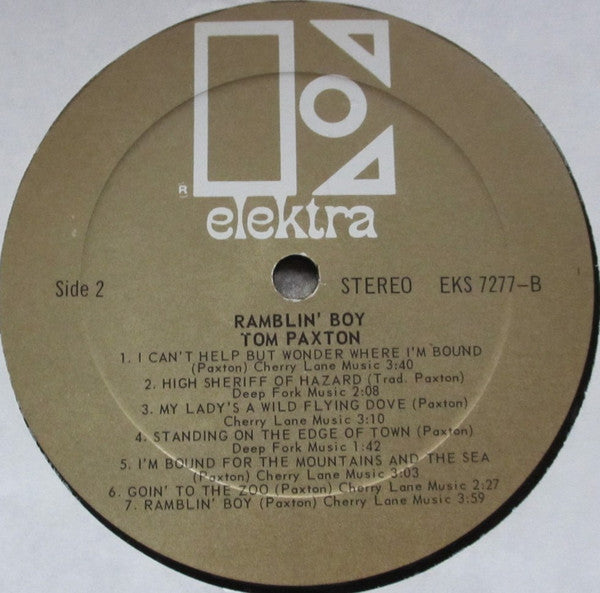 ®
elektra
Side 2 STEREO EKS 7277-B
RAMBLIN' BOY
TOM PAXTON
1. I CAN'T HELP BUT WONDER WHERE I'M BOUND
(Paxton) Cherry Lane Music 3:40
2. HIGH SHERIFF OF HAZARD (Trad. Paxton)
Deep Fork Music 2:08
3. MY LADY'S A WILD FLYING DOVE (Paxton)
Cherry Lane Music 3:10
4. STANDING ON THE EDGE OF TOWN (Paxton)
Deep Fork Music 1:42
5. I'M BOUND FOR THE MOUNTAINS AND THE SEA
(Paxton) Cherry Lane Music 3:03
6. GOIN' TO THE ZOO (Paxton) Cherry Lane Music 2:27
7. RAMBLIN' BOY (Paxton) Cherry Lane Music 3:59